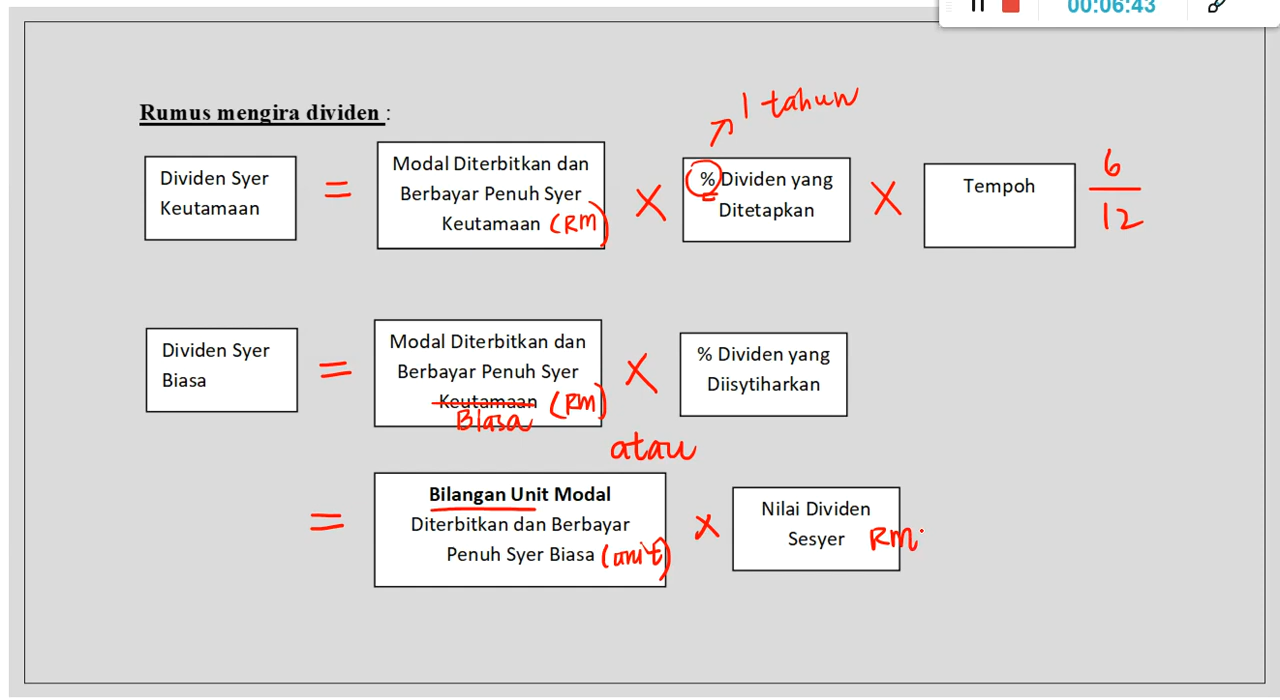 00:06:43
Rumus mengira dividen :
1 tahun
Dividen Syer
Keutamaan
=
Modal Diterbitkan dan
Berbayar Penuh Syer
Keutamaan (RM)
X
% Dividen yang
Ditetapkan
X
Tempoh
6
12
Dividen Syer
Biasa
=
Modal Diterbitkan dan
Berbayar Penuh Syer
Keutamaan (RM)
Biasa
X
% Dividen yang
Diisytiharkan
atau
=
Bilangan Unit Modal
Diterbitkan dan Berbayar
Penuh Syer Biasa (unit)
x
Nilai Dividen
Sesyer RM